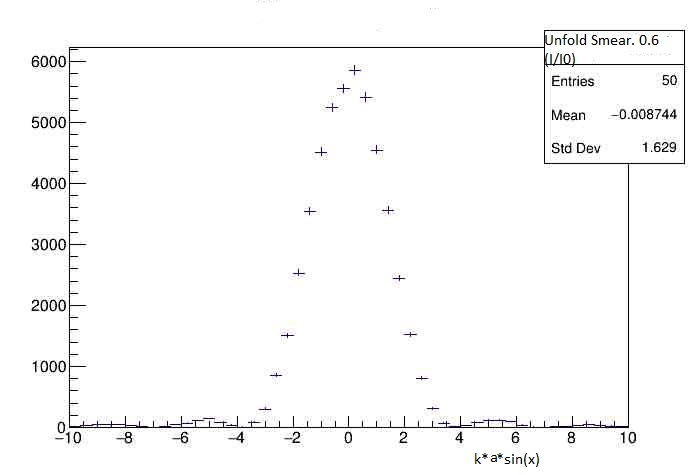 Unfold Smear. 0.6
(I/I0)
Entries 50
Mean −0.008744
Std Dev 1.629
6000
5000
4000
3000
2000
1000
0
−10 −8 −6 −4 −2 0 2 4 6 8 10
k*a*sin(x)